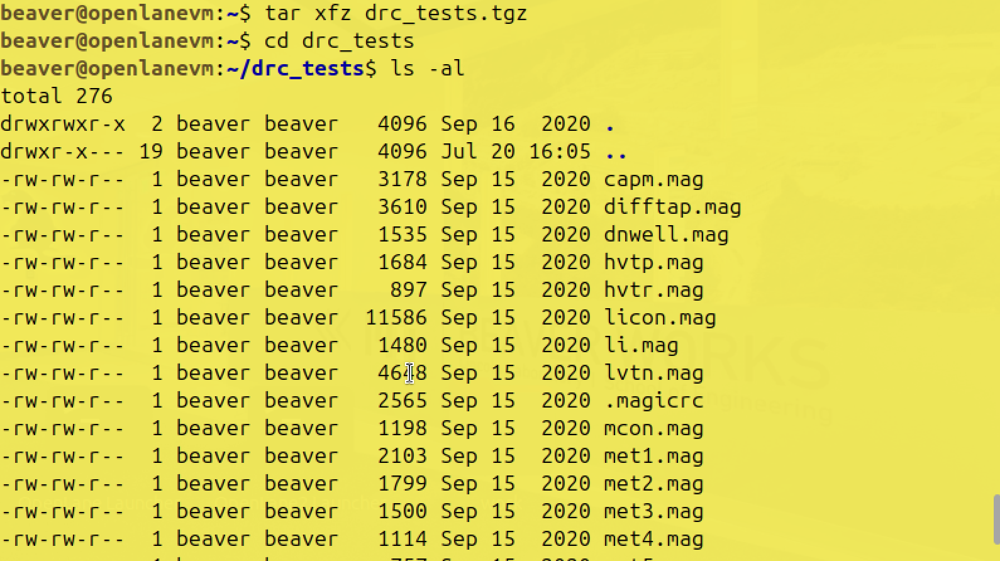 beaver@openlanevm:~$ tar xfz drc_tests.tgz
beaver@openlanevm:~$ cd drc_tests
beaver@openlanevm:~/drc_tests$ ls -al
total 276
drwxrwxr-x  2 beaver beaver  4096 Sep 16  2020 .
drwxr-x--- 19 beaver beaver  4096 Jul 20 16:05 ..
-rw-rw-r--  1 beaver beaver  3178 Sep 15  2020 capm.mag
-rw-rw-r--  1 beaver beaver  3610 Sep 15  2020 difftap.mag
-rw-rw-r--  1 beaver beaver  1535 Sep 15  2020 dnwell.mag
-rw-rw-r--  1 beaver beaver  1684 Sep 15  2020 hvtp.mag
-rw-rw-r--  1 beaver beaver   897 Sep 15  2020 hvtr.mag
-rw-rw-r--  1 beaver beaver 11586 Sep 15  2020 licon.mag
-rw-rw-r--  1 beaver beaver  1480 Sep 15  2020 li.mag
-rw-rw-r--  1 beaver beaver  4648 Sep 15  2020 lvtn.mag
-rw-rw-r--  1 beaver beaver  2565 Sep 15  2020 .magicrc
-rw-rw-r--  1 beaver beaver  1198 Sep 15  2020 mcon.mag
-rw-rw-r--  1 beaver beaver  2103 Sep 15  2020 met1.mag
-rw-rw-r--  1 beaver beaver  1799 Sep 15  2020 met2.mag
-rw-rw-r--  1 beaver beaver  1500 Sep 15  2020 met3.mag
-rw-rw-r--  1 beaver beaver  1114 Sep 15  2020 met4.mag